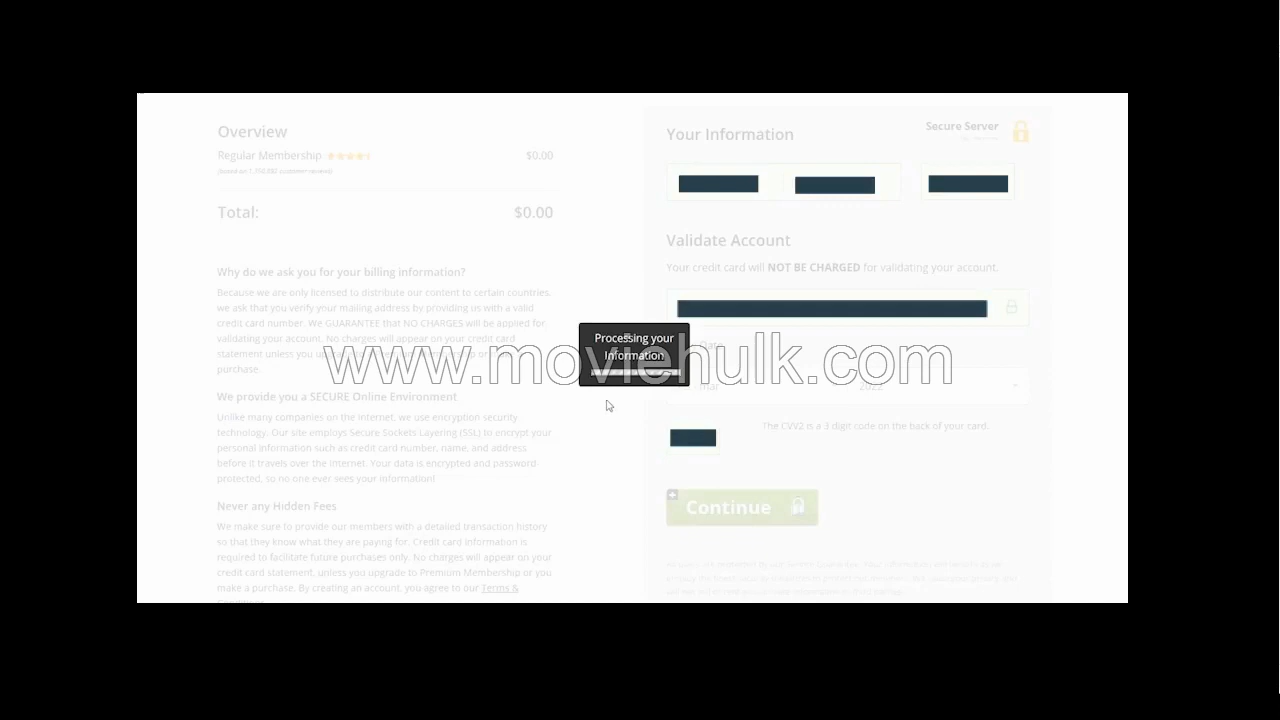 Overview
Regular Membership
$0.00
Total:
$0.00
Why do we ask you for your billing information?
Because we are only licensed to distribute our content to certain countries,
we ask that you verify your mailing address by providing us with a valid
credit card number. We GUARANTEE that NO CHARGES will be applied for
validating your account. No charges will appear on your credit card
statement unless you
purchase.
We provide you a SECURE Online Environment
Unlike many companies on the Internet, we use encryption security
technology. Our site employs Secure Sockets Layering (SSL) to encrypt your
personal information such as credit card number, name, and address
before it travels over the internet. Your data is encrypted and password-
protected, so no one ever sees your information!
Never any Hidden Fees
We make sure to provide our members with a detailed transaction history
so that they know what they are paying for. Credit card information is
required to facilitate future purchases only. No charges will appear on your
credit card statement, unless you upgrade to Premium Membership or you
make a purchase. By creating an account, you agree to our Terms &
Your Information
Secure Server
Validate Account
Your credit card will NOT BE CHARGED for validating your account.
Date
mar
The CVV2 is a 3 digit code on the back of your card.
Continue
Processing your
Information
www.moviehulk.com